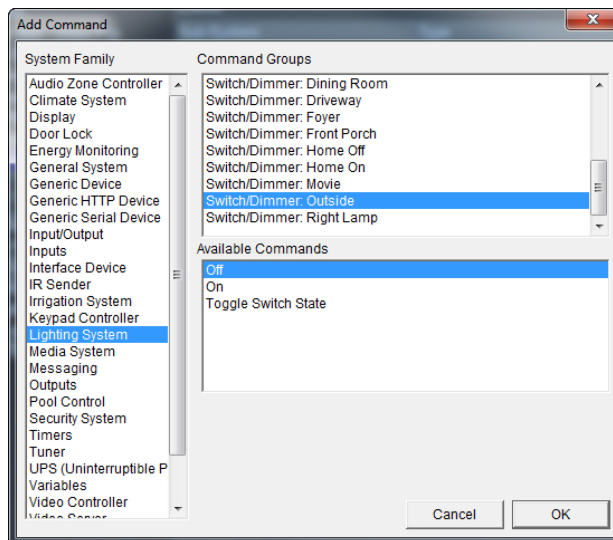 Add Command
System Family
Audio Zone Controller
Climate System
Display
Door Lock
Energy Monitoring
General System
Generic Device
Generic HTTP Device
Generic Serial Device
Input/Output
Inputs
Interface Device
IR Sender
Irrigation System
Keypad Controller
Lighting System
Media System
Messaging
Outputs
Pool Control
Security System
Timers
Tuner
UPS (Uninterruptible P
Variables
Video Controller
Video Server
Command Groups
Switch/Dimmer: Dining Room
Switch/Dimmer: Driveway
Switch/Dimmer: Foyer
Switch/Dimmer: Front Porch
Switch/Dimmer: Home Off
Switch/Dimmer: Home On
Switch/Dimmer: Movie
Switch/Dimmer: Outside
Switch/Dimmer: Right Lamp
Available Commands
Off
On
Toggle Switch State
Cancel
OK